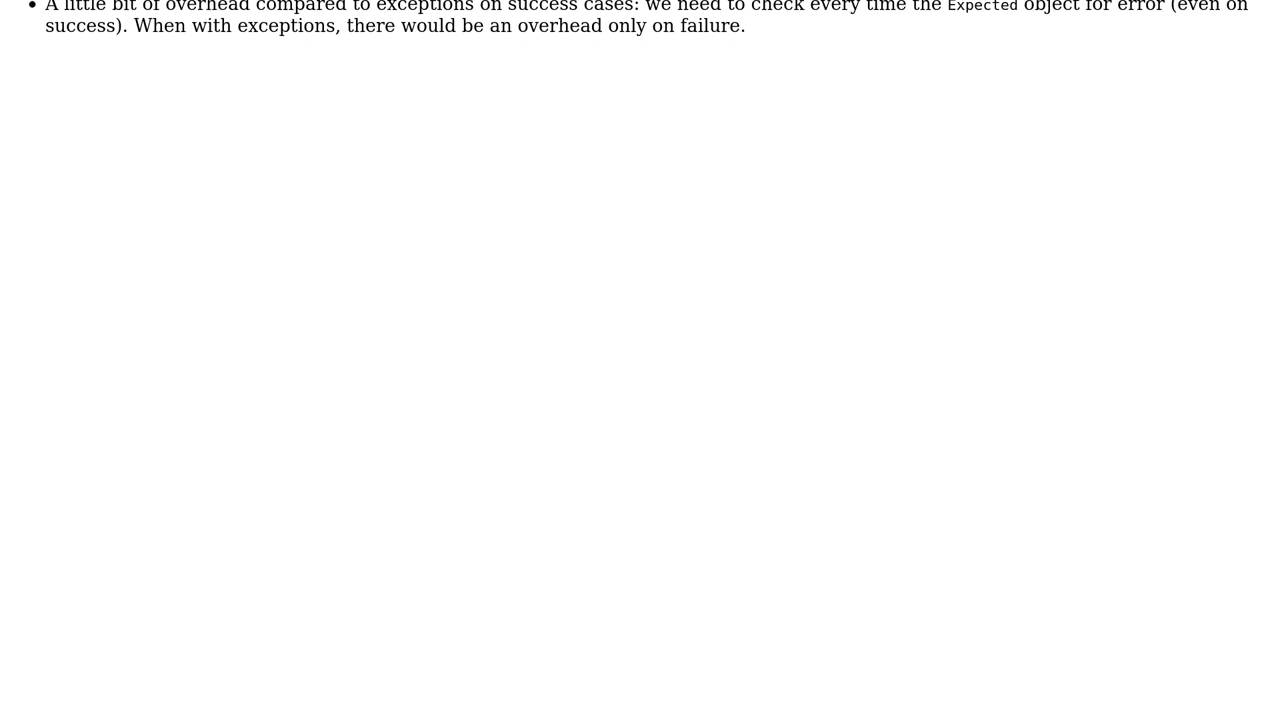 • A little bit of overhead compared to exceptions on success cases: we need to check every time the Expected object for error (even on
success). When with exceptions, there would be an overhead only on failure.